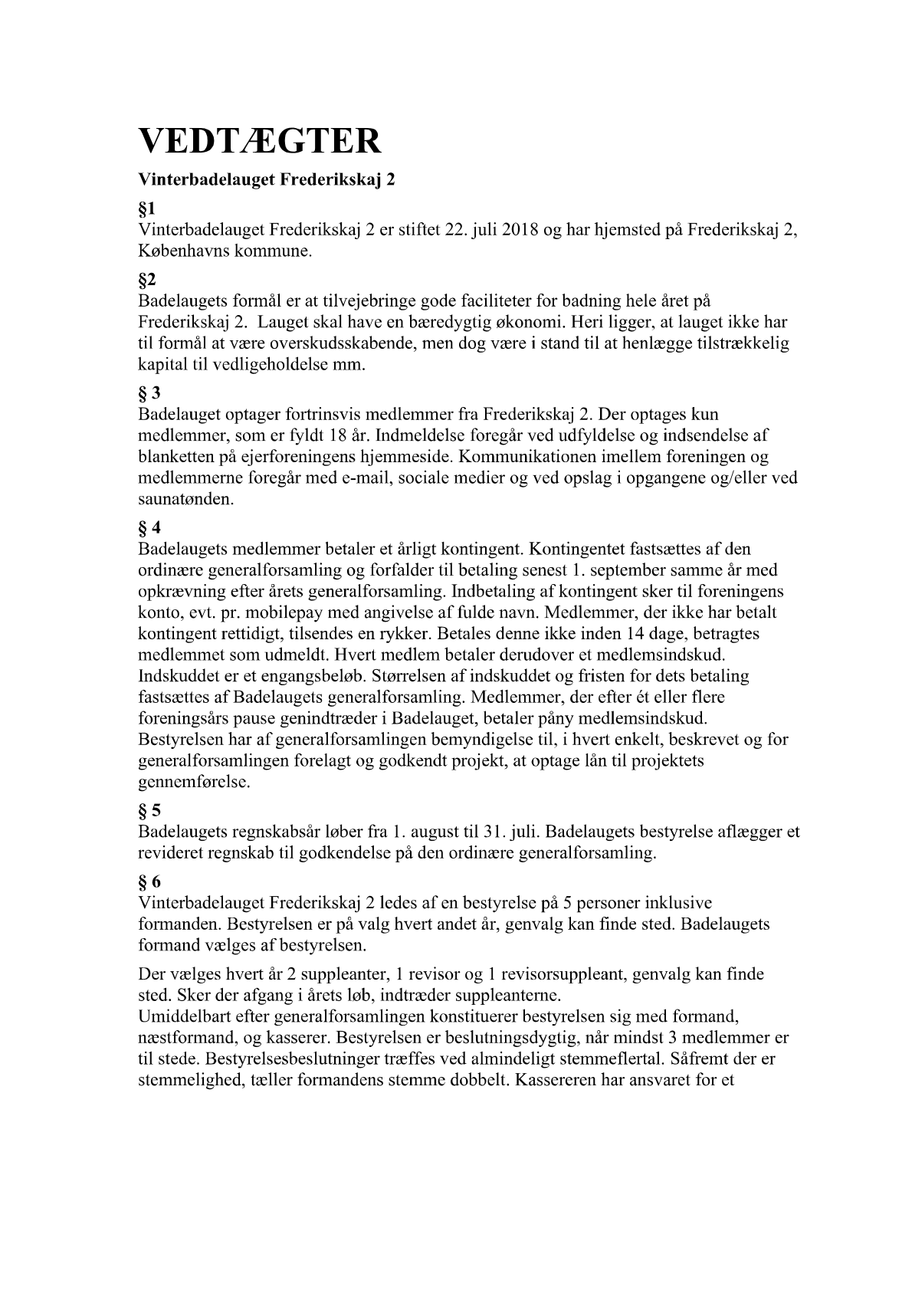 VEDTÆGTER
Vinterbadelauget Frederikskaj 2
§1
Vinterbadelauget Frederikskaj 2 er stiftet 22. juli 2018 og har hjemsted på Frederikskaj 2,
Københavns kommune.
§2
Badelaugets formål er at tilvejebringe gode faciliteter for badning hele året på
Frederikskaj 2.  Lauget skal have en bæredygtig økonomi. Heri ligger, at lauget ikke har
til formål at være overskudsskabende, men dog være i stand til at henlægge tilstrækkelig
kapital til vedligeholdelse mm.
§ 3
Badelauget optager fortrinsvis medlemmer fra Frederikskaj 2. Der optages kun
medlemmer, som er fyldt 18 år. Indmeldelse foregår ved udfyldelse og indsendelse af
blanketten på ejerforeningens hjemmeside. Kommunikationen imellem foreningen og
medlemmerne foregår med e-mail, sociale medier og ved opslag i opgangene og/eller ved
saunatønden.
§ 4
Badelaugets medlemmer betaler et årligt kontingent. Kontingentet fastsættes af den
ordinære generalforsamling og forfalder til betaling senest 1. september samme år med
opkrævning efter årets generalforsamling. Indbetaling af kontingent sker til foreningens
konto, evt. pr. mobilepay med angivelse af fulde navn. Medlemmer, der ikke har betalt
kontingent rettidigt, tilsendes en rykker. Betales denne ikke inden 14 dage, betragtes
medlemmet som udmeldt. Hvert medlem betaler derudover et medlemsindskud.
Indskuddet er et engangsbeløb. Størrelsen af indskuddet og fristen for dets betaling
fastsættes af Badelaugets generalforsamling. Medlemmer, der efter ét eller flere
foreningsårs pause genindtræder i Badelauget, betaler påny medlemsindskud.
Bestyrelsen har af generalforsamlingen bemyndigelse til, i hvert enkelt, beskrevet og for
generalforsamlingen forelagt og godkendt projekt, at optage lån til projektets
gennemførelse.
§ 5
Badelaugets regnskabsår løber fra 1. august til 31. juli. Badelaugets bestyrelse aflægger et
revideret regnskab til godkendelse på den ordinære generalforsamling.
§ 6
Vinterbadelauget Frederikskaj 2 ledes af en bestyrelse på 5 personer inklusive
formanden. Bestyrelsen er på valg hvert andet år, genvalg kan finde sted. Badelaugets
formand vælges af bestyrelsen.
Der vælges hvert år 2 suppleanter, 1 revisor og 1 revisorsuppleant, genvalg kan finde
sted. Sker der afgang i årets løb, indtræder suppleanterne.
Umiddelbart efter generalforsamlingen konstituerer bestyrelsen sig med formand,
næstformand, og kasserer. Bestyrelsen er beslutningsdygtig, når mindst 3 medlemmer er
til stede. Bestyrelsesbeslutninger træffes ved almindeligt stemmeflertal. Såfremt der er
stemmelighed, tæller formandens stemme dobbelt. Kassereren har ansvaret for et